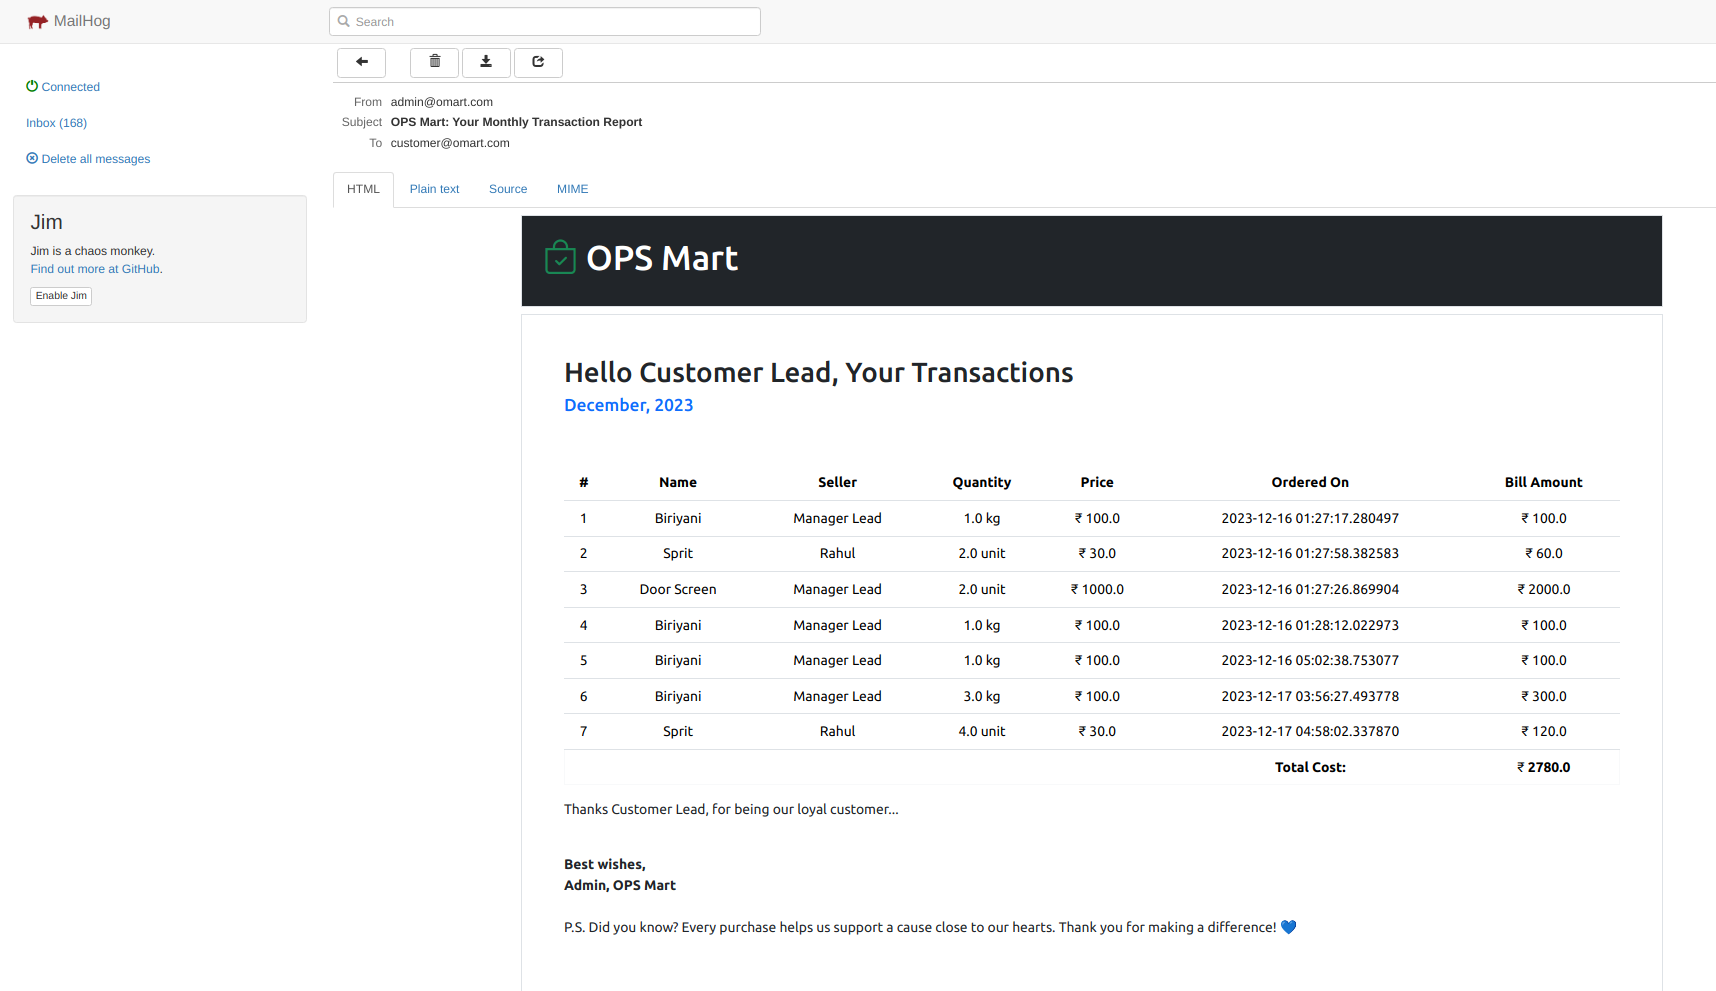 MailHog
Search
Connected
Inbox (168)
Delete all messages
Jim
Jim is a chaos monkey.
Find out more at GitHub.
Enable Jim
From admin@omart.com
Subject OPS Mart: Your Monthly Transaction Report
To customer@omart.com
HTML Plain text Source MIME
OPS Mart
Hello Customer Lead, Your Transactions
December, 2023
# Name Seller Quantity Price Ordered On Bill Amount
1 Biriyani Manager Lead 1.0 kg ₹ 100.0 2023-12-16 01:27:17.280497 ₹ 100.0
2 Sprit Rahul 2.0 unit ₹ 30.0 2023-12-16 01:27:58.382583 ₹ 60.0
3 Door Screen Manager Lead 2.0 unit ₹ 1000.0 2023-12-16 01:27:26.869904 ₹ 2000.0
4 Biriyani Manager Lead 1.0 kg ₹ 100.0 2023-12-16 01:28:12.022973 ₹ 100.0
5 Biriyani Manager Lead 1.0 kg ₹ 100.0 2023-12-16 05:02:38.753077 ₹ 100.0
6 Biriyani Manager Lead 3.0 kg ₹ 100.0 2023-12-17 03:56:27.493778 ₹ 300.0
7 Sprit Rahul 4.0 unit ₹ 30.0 2023-12-17 04:58:02.337870 ₹ 120.0
Total Cost: ₹ 2780.0
Thanks Customer Lead, for being our loyal customer...
Best wishes,
Admin, OPS Mart
P.S. Did you know? Every purchase helps us support a cause close to our hearts. Thank you for making a difference! 💙